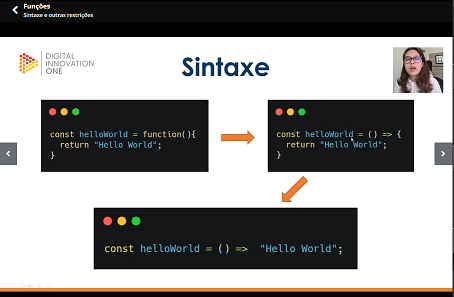 Funções
Sintaxe e outras restrições
DIGITAL
INNOVATION
ONE
Sintaxe
const helloWorld = function(){
return "Hello World";
}
const helloWorld = () => {
return "Hello World";
}
const helloWorld = () => "Hello World";